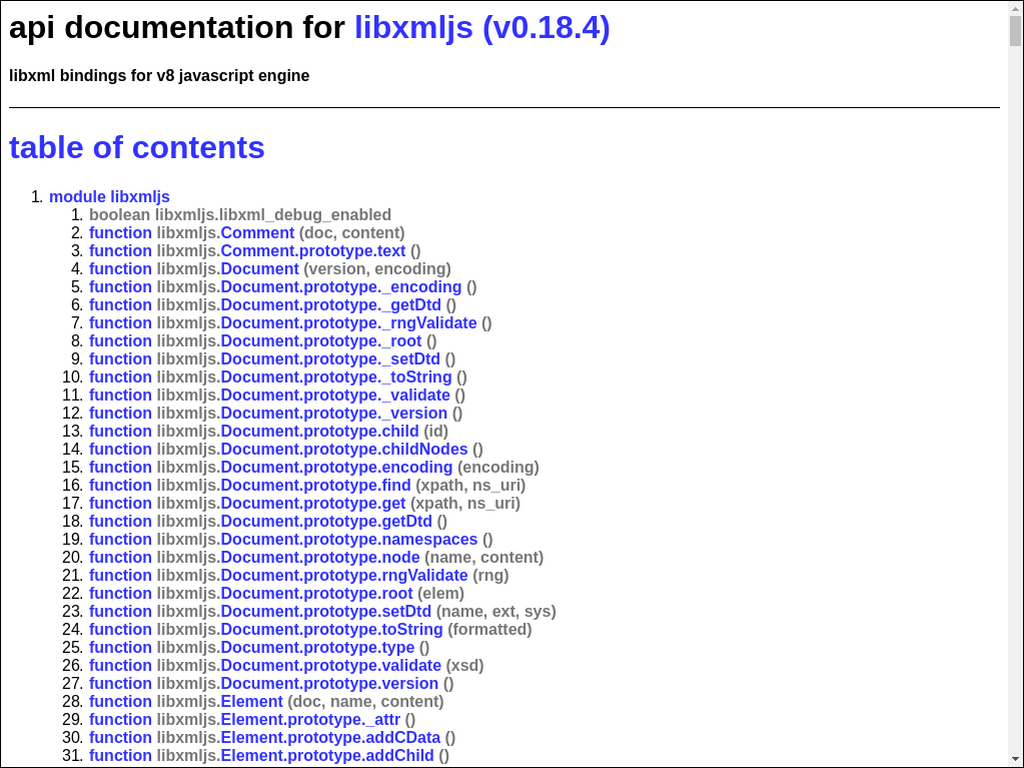 api documentation for libxmljs (v0.18.4)
libxml bindings for v8 javascript engine
table of contents
1. module libxmljs
1. boolean libxmljs.libxml_debug_enabled
2. function libxmljs.Comment (doc, content)
3. function libxmljs.Comment.prototype.text ()
4. function libxmljs.Document (version, encoding)
5. function libxmljs.Document.prototype._encoding ()
6. function libxmljs.Document.prototype._getDtd ()
7. function libxmljs.Document.prototype._rngValidate ()
8. function libxmljs.Document.prototype._root ()
9. function libxmljs.Document.prototype._setDtd ()
10. function libxmljs.Document.prototype._toString ()
11. function libxmljs.Document.prototype._validate ()
12. function libxmljs.Document.prototype._version ()
13. function libxmljs.Document.prototype.child (id)
14. function libxmljs.Document.prototype.childNodes ()
15. function libxmljs.Document.prototype.encoding (encoding)
16. function libxmljs.Document.prototype.find (xpath, ns_uri)
17. function libxmljs.Document.prototype.get (xpath, ns_uri)
18. function libxmljs.Document.prototype.getDtd ()
19. function libxmljs.Document.prototype.namespaces ()
20. function libxmljs.Document.prototype.node (name, content)
21. function libxmljs.Document.prototype.rngValidate (rng)
22. function libxmljs.Document.prototype.root (elem)
23. function libxmljs.Document.prototype.setDtd (name, ext, sys)
24. function libxmljs.Document.prototype.toString (formatted)
25. function libxmljs.Document.prototype.type ()
26. function libxmljs.Document.prototype.validate (xsd)
27. function libxmljs.Document.prototype.version ()
28. function libxmljs.Element (doc, name, content)
29. function libxmljs.Element.prototype._attr ()
30. function libxmljs.Element.prototype.addCData ()
31. function libxmljs.Element.prototype.addChild ()